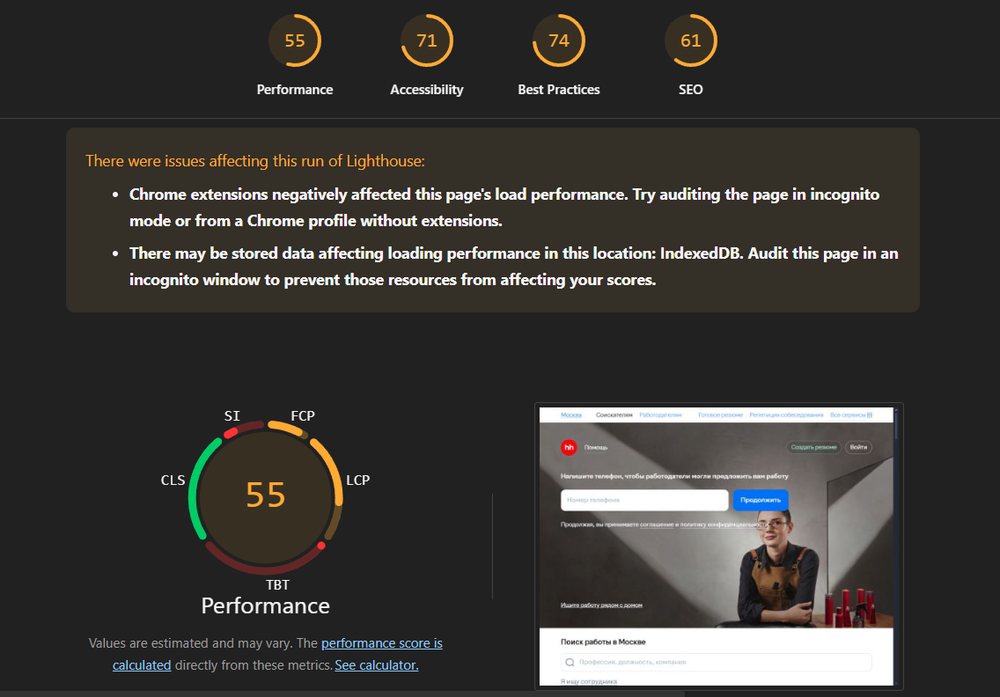 55
71
74
61
Performance
Accessibility
Best Practices
SEO
There were issues affecting this run of Lighthouse:
Chrome extensions negatively affected this page's load performance. Try auditing the page in incognito
mode or from a Chrome profile without extensions.
There may be stored data affecting loading performance in this location: IndexedDB. Audit this page in an
incognito window to prevent those resources from affecting your scores.
SI
FCP
CLS
LCP
55
TBT
Performance
Values are estimated and may vary. The performance score is
calculated directly from these metrics. See calculator.
Москва Соискателям Работодателям Готовое резюме Репетиция собеседования Все сервисы
hh Помощь Создать резюме Войти
Напишите телефон, чтобы работодатели могли предложить вам работу
Номер телефона Продолжить
Продолжая, вы принимаете соглашение и политику конфиденциальности
Ищите работу рядом с домом
Поиск работы в Москве
Профессия, должность, компания
Я ищу сотрудника